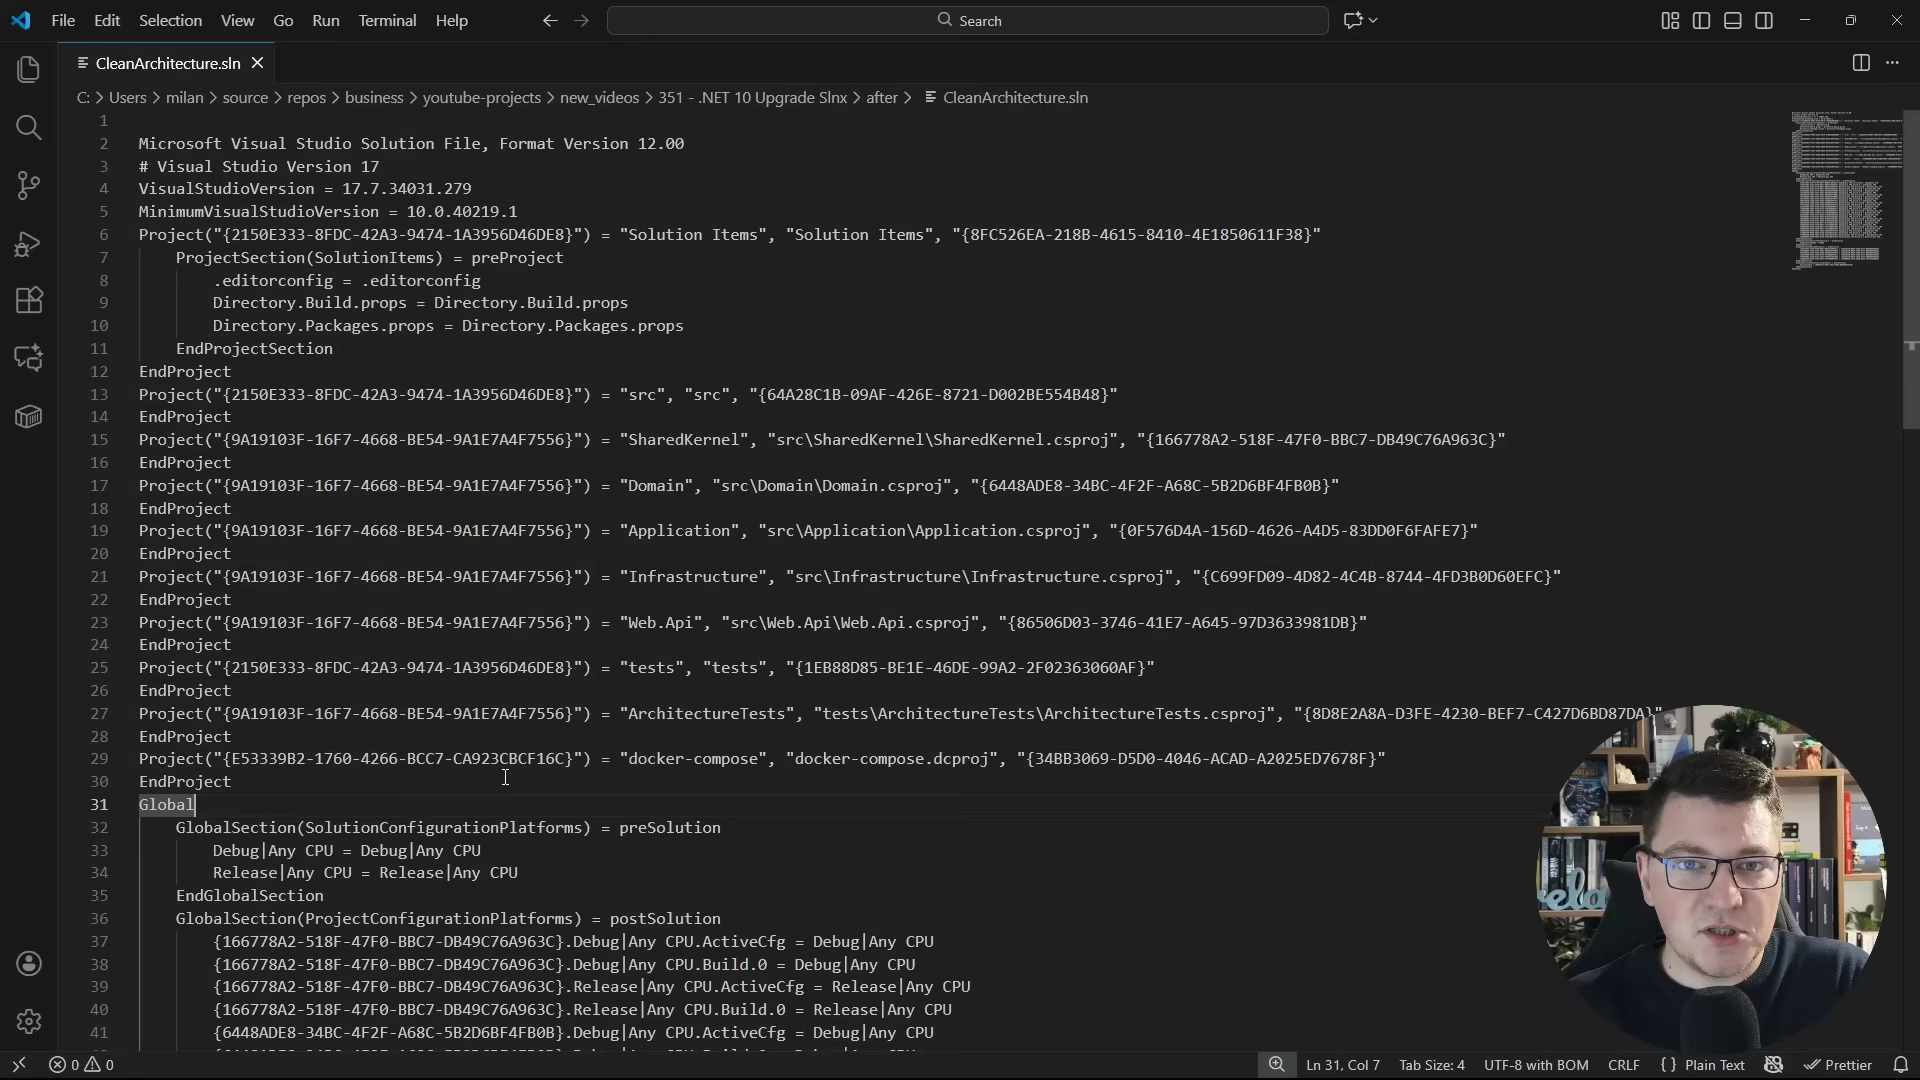 File Edit Selection View Go Run Terminal Help Search
CleanArchitecture.sln
C: > Users > milan > source > repos > business > youtube-projects > new_videos > 351 - .NET 10 Upgrade Slnx > after > CleanArchitecture.sln
1
2 Microsoft Visual Studio Solution File, Format Version 12.00
3 # Visual Studio Version 17
4 VisualStudioVersion = 17.7.34031.279
5 MinimumVisualStudioVersion = 10.0.40219.1
6 Project("{2150E333-8FDC-42A3-9474-1A3956D46DE8}") = "Solution Items", "Solution Items", "{8FC526EA-218B-4615-8410-4E1850611F38}"
7 ProjectSection(SolutionItems) = preProject
8 .editorconfig = .editorconfig
9 Directory.Build.props = Directory.Build.props
10 Directory.Packages.props = Directory.Packages.props
11 EndProjectSection
12 EndProject
13 Project("{2150E333-8FDC-42A3-9474-1A3956D46DE8}") = "src", "src", "{64A28C1B-09AF-426E-8721-D002BE554B48}"
14 EndProject
15 Project("{9A19103F-16F7-4668-BE54-9A1E7A4F7556}") = "SharedKernel", "src\SharedKernel\SharedKernel.csproj", "{166778A2-518F-47F0-BBC7-DB49C76A963C}"
16 EndProject
17 Project("{9A19103F-16F7-4668-BE54-9A1E7A4F7556}") = "Domain", "src\Domain\Domain.csproj", "{6448ADE8-34BC-4F2F-A68C-5B2D6BF4FB0B}"
18 EndProject
19 Project("{9A19103F-16F7-4668-BE54-9A1E7A4F7556}") = "Application", "src\Application\Application.csproj", "{0F576D4A-156D-4626-A4D5-83DD0F6FAFE7}"
20 EndProject
21 Project("{9A19103F-16F7-4668-BE54-9A1E7A4F7556}") = "Infrastructure", "src\Infrastructure\Infrastructure.csproj", "{C699FD09-4D82-4C4B-8744-4FD3B0D60EFC}"
22 EndProject
23 Project("{9A19103F-16F7-4668-BE54-9A1E7A4F7556}") = "Web.Api", "src\Web.Api\Web.Api.csproj", "{86506D03-3746-41E7-A645-97D3633981DB}"
24 EndProject
25 Project("{2150E333-8FDC-42A3-9474-1A3956D46DE8}") = "tests", "tests", "{1EB88D85-BE1E-46DE-99A2-2F02363060AF}"
26 EndProject
27 Project("{9A19103F-16F7-4668-BE54-9A1E7A4F7556}") = "ArchitectureTests", "tests\ArchitectureTests\ArchitectureTests.csproj", "{8D8E2A8A-D3FE-4230-BEF7-C427D6BD87DA}"
28 EndProject
29 Project("{E53339B2-1760-4266-BCC7-CA923CBCF16C}") = "docker-compose", "docker-compose.dcproj", "{34BB3069-D5D0-4046-ACAD-A2025ED7678F}"
30 EndProject
31 Global
32 GlobalSection(SolutionConfigurationPlatforms) = preSolution
33 Debug|Any CPU = Debug|Any CPU
34 Release|Any CPU = Release|Any CPU
35 EndGlobalSection
36 GlobalSection(ProjectConfigurationPlatforms) = postSolution
37 {166778A2-518F-47F0-BBC7-DB49C76A963C}.Debug|Any CPU.ActiveCfg = Debug|Any CPU
38 {166778A2-518F-47F0-BBC7-DB49C76A963C}.Debug|Any CPU.Build.0 = Debug|Any CPU
39 {166778A2-518F-47F0-BBC7-DB49C76A963C}.Release|Any CPU.ActiveCfg = Release|Any CPU
40 {166778A2-518F-47F0-BBC7-DB49C76A963C}.Release|Any CPU.Build.0 = Release|Any CPU
41 {6448ADE8-34BC-4F2F-A68C-5B2D6BF4FB0B}.Debug|Any CPU.ActiveCfg = Debug|Any CPU
0 0 Ln 31, Col 7 Tab Size: 4 UTF-8 with BOM CRLF {} Plain Text Prettier